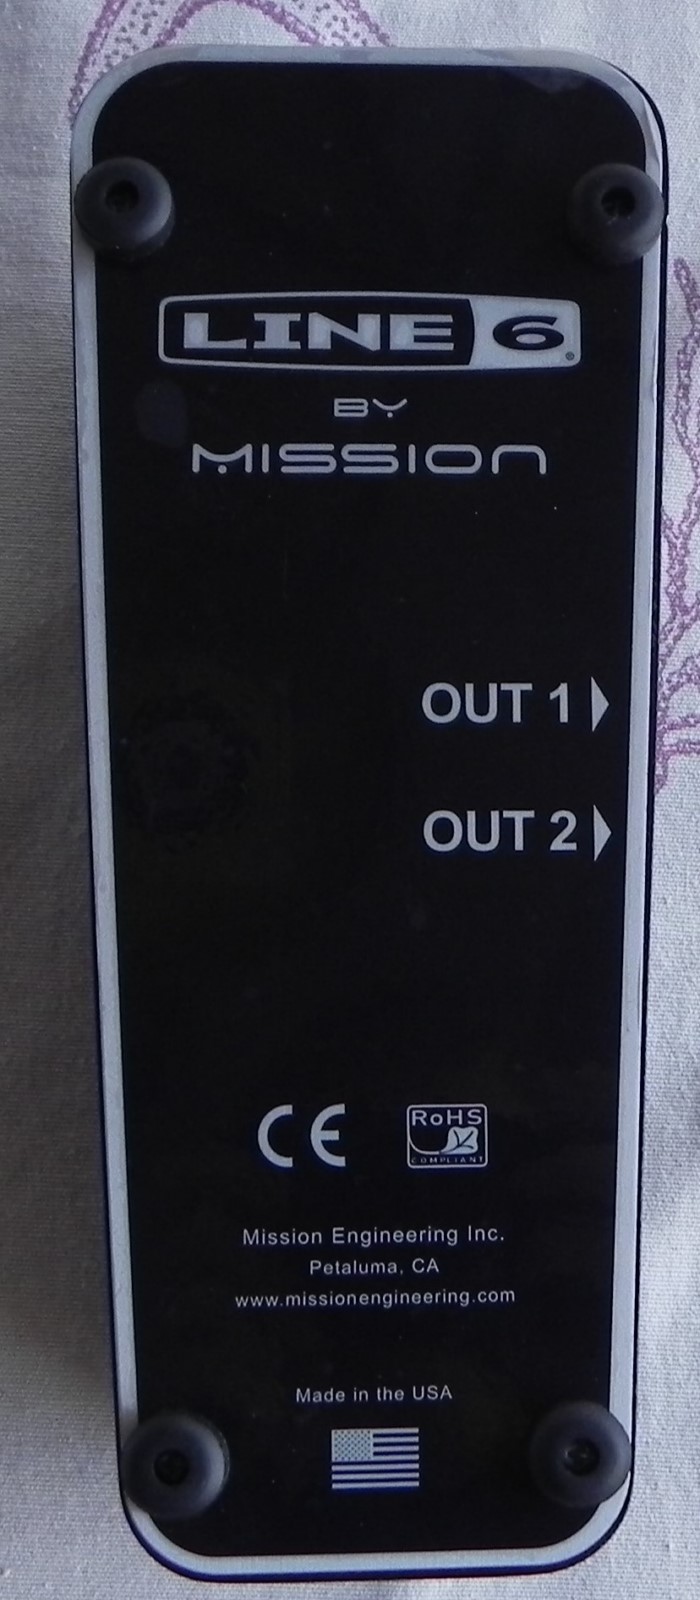 LINE 6®
BY
MISSION
OUT 1
OUT 2
CE RoHS
COMPLIANT
Mission Engineering Inc.
Petaluma, CA
www.missionengineering.com
Made in the USA